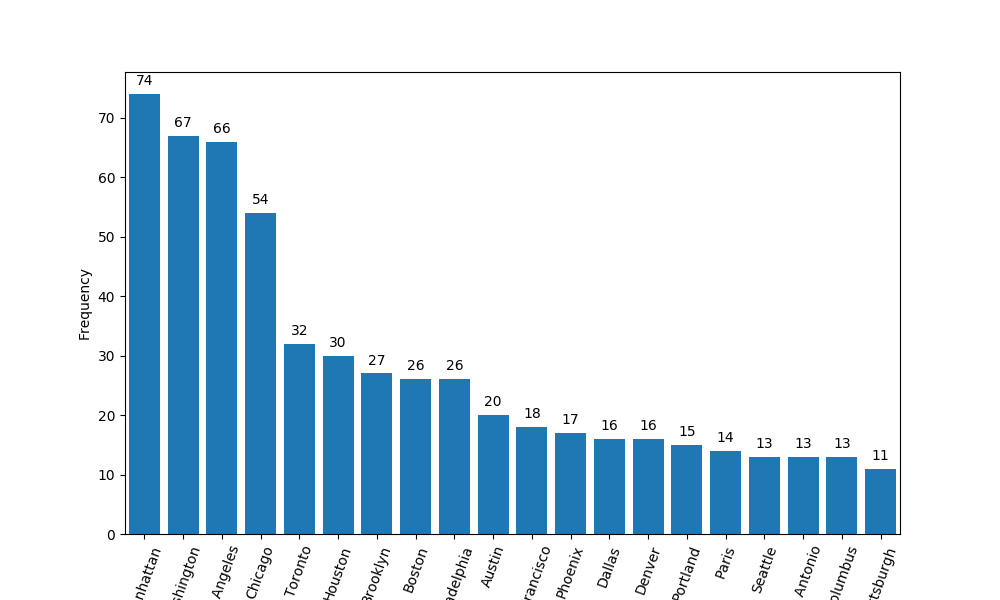 74
67
66
54
32
30
27
26
26
20
18
17
16
16
15
14
13
13
13
11
Frequency
70
60
50
40
30
20
10
0
nhattan
shington
Angeles
Chicago
Toronto
Houston
Brooklyn
Boston
adelphia
Austin
rancisco
Phoenix
Dallas
Denver
Portland
Paris
Seattle
Antonio
olumbus
tsburgh